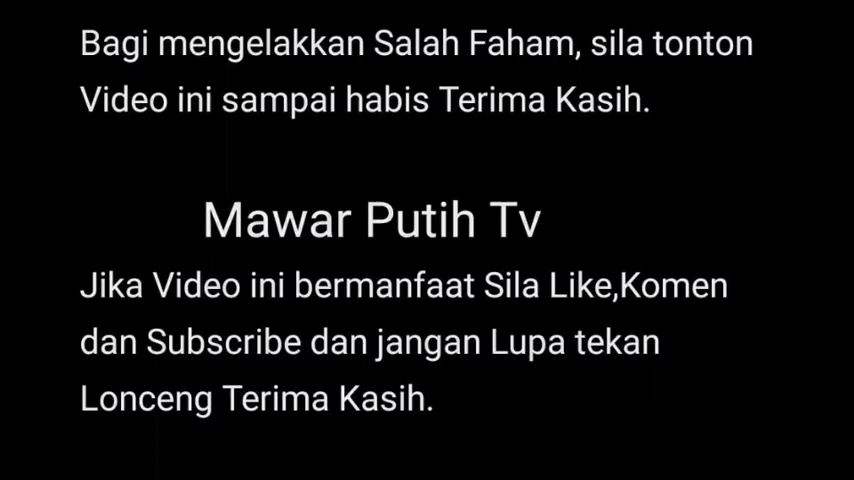 Bagi mengelakkan Salah Faham, sila tonton
Video ini sampai habis Terima Kasih.
Mawar Putih Tv
Jika Video ini bermanfaat Sila Like,Komen
dan Subscribe dan jangan Lupa tekan
Lonceng Terima Kasih.